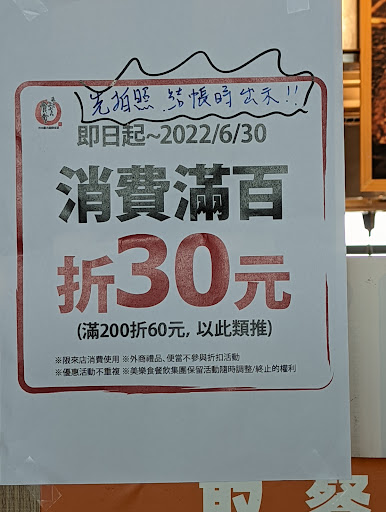 先拍照 結帳時出示!!
即日起~2022/6/30
消費滿百
折30元
(滿200折60元, 以此類推)
※限來店消費使用 ※外商禮品、便當不參與折扣活動
※優惠活動不重複 ※美樂食餐飲集團保留活動隨時調整/終止的權利
取餐